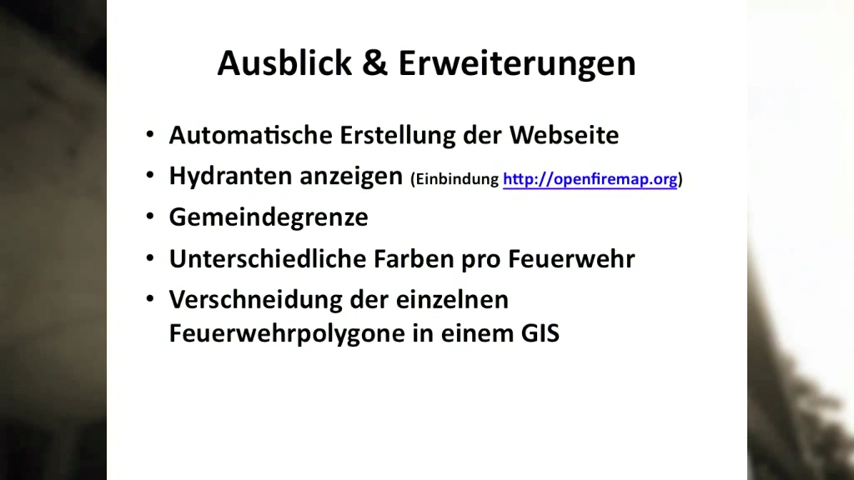 Ausblick & Erweiterungen
• Automatische Erstellung der Webseite
• Hydranten anzeigen (Einbindung http://openfiremap.org)
• Gemeindegrenze
• Unterschiedliche Farben pro Feuerwehr
• Verschneidung der einzelnen
Feuerwehrpolygone in einem GIS